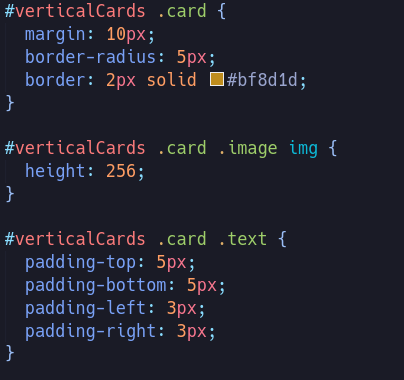 #verticalCards .card {
  margin: 10px;
  border-radius: 5px;
  border: 2px solid #bf8d1d;
}

#verticalCards .card .image img {
  height: 256;
}

#verticalCards .card .text {
  padding-top: 5px;
  padding-bottom: 5px;
  padding-left: 3px;
  padding-right: 3px;
}